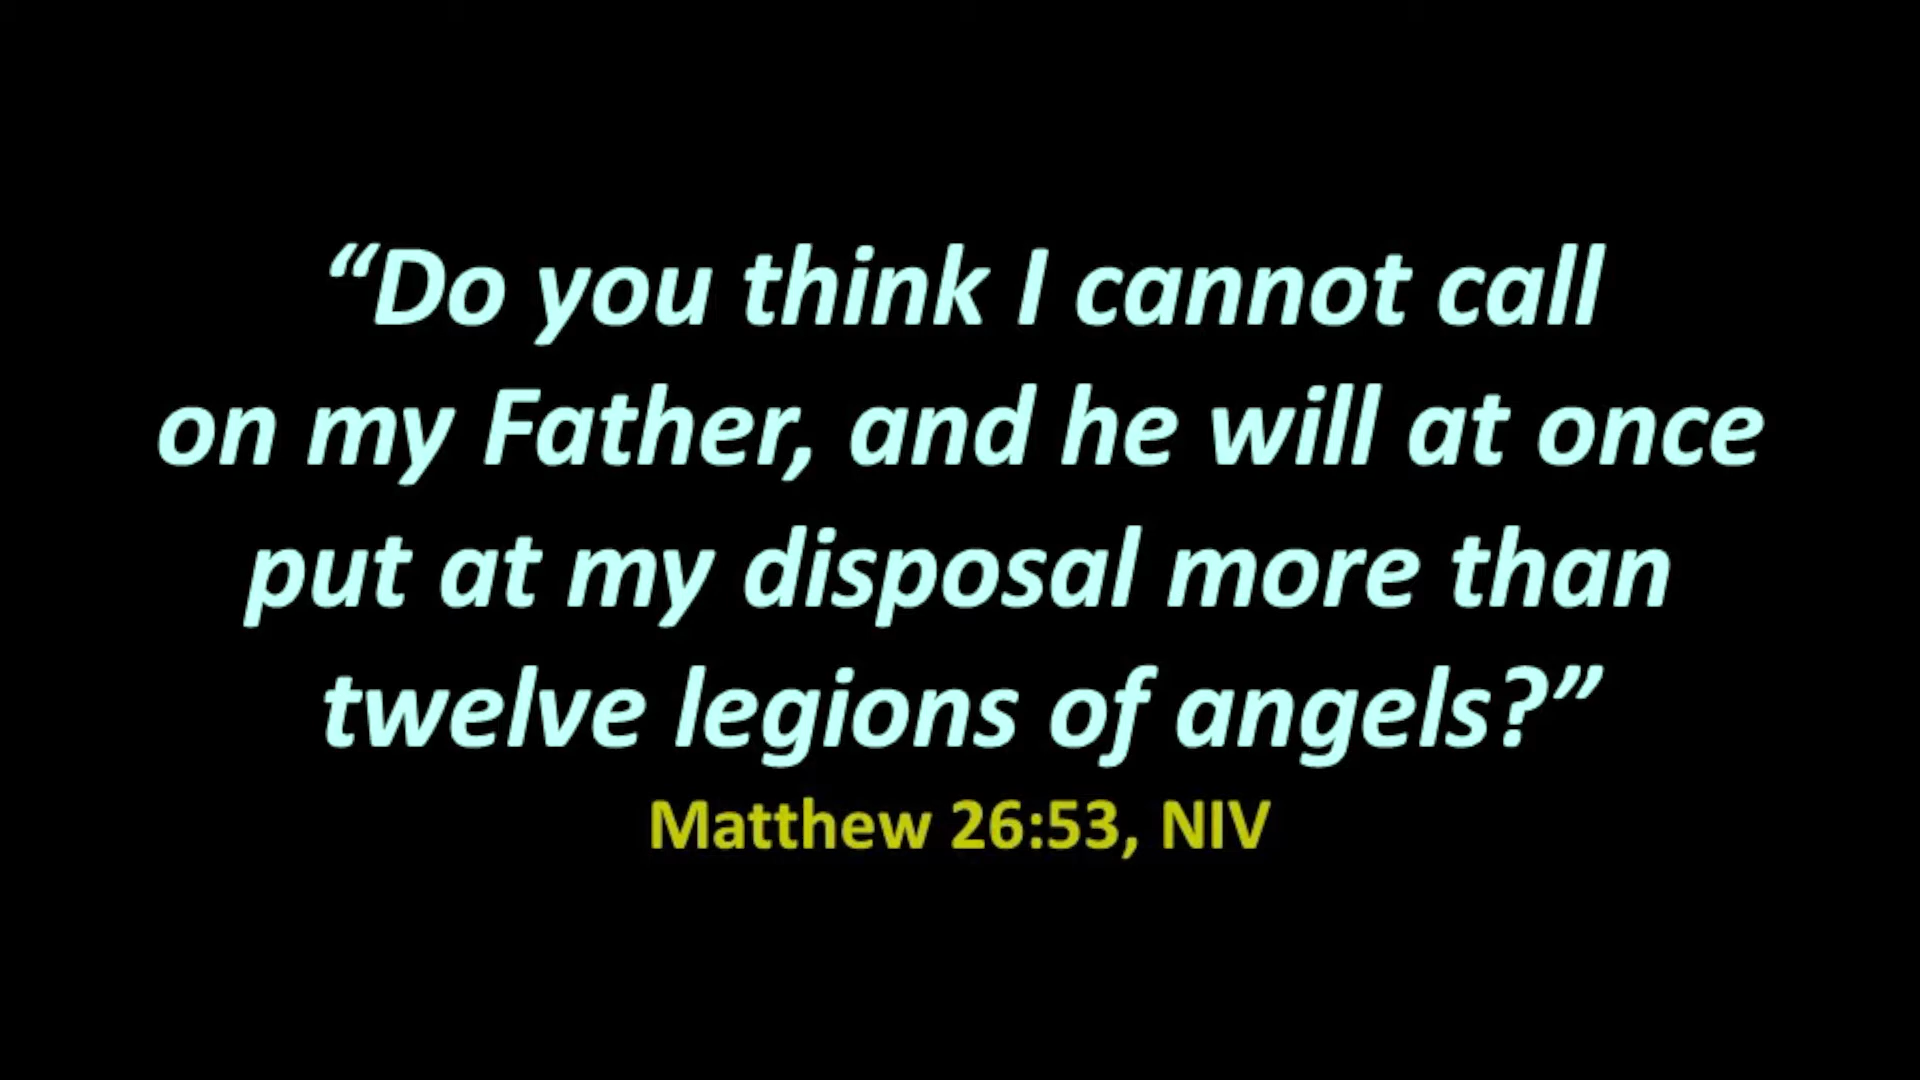 “Do you think I cannot call
on my Father, and he will at once
put at my disposal more than
twelve legions of angels?”
Matthew 26:53, NIV